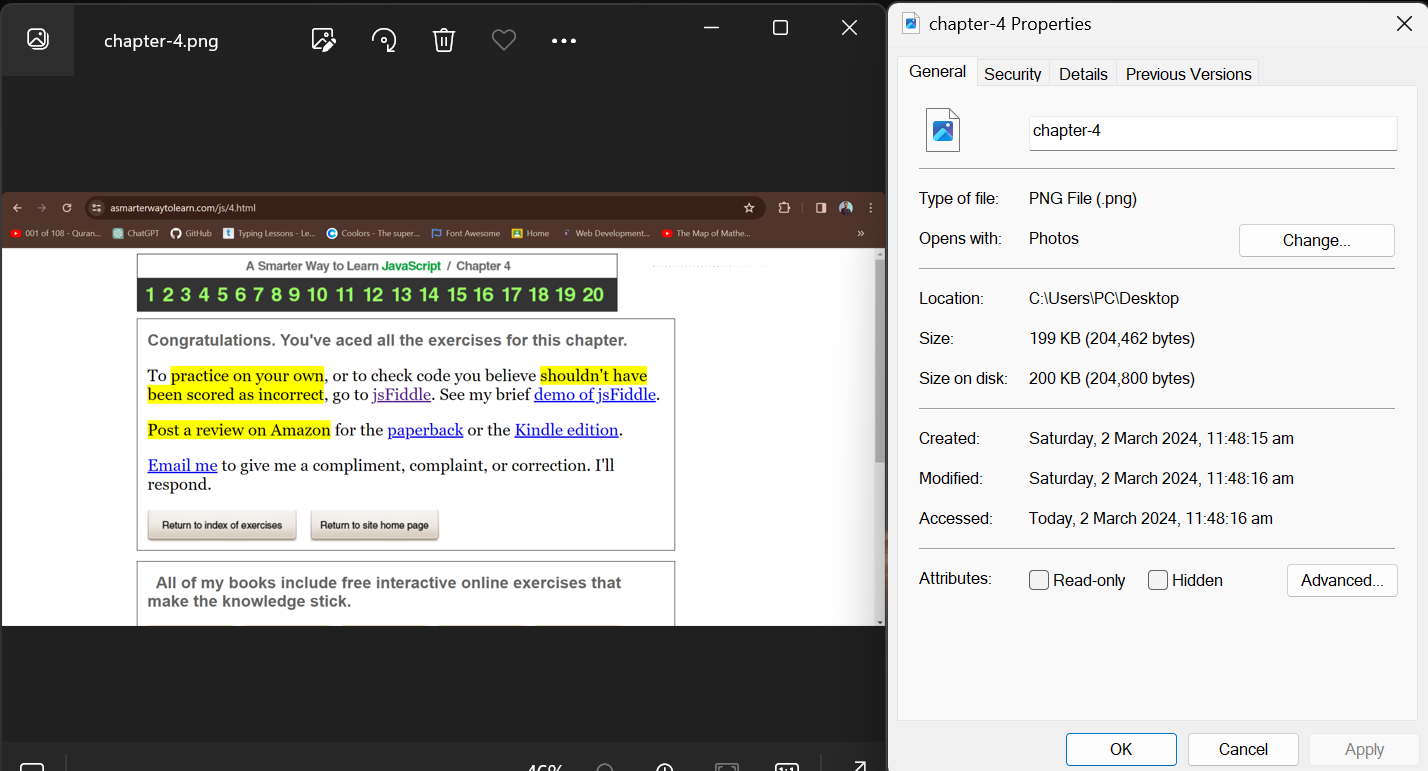 chapter-4.png
asmarterwaytolearn.com/js/4.html
001 of 108 - Quran... ChatGPT GitHub Typing Lessons - Le... Coolors - The super... Font Awesome Home Web Development... The Map of Mathe... »
A Smarter Way to Learn JavaScript / Chapter 4
1 2 3 4 5 6 7 8 9 10 11 12 13 14 15 16 17 18 19 20
Congratulations. You've aced all the exercises for this chapter.
To practice on your own, or to check code you believe shouldn't have
been scored as incorrect, go to jsFiddle. See my brief demo of jsFiddle.
Post a review on Amazon for the paperback or the Kindle edition.
Email me to give me a compliment, complaint, or correction. I'll
respond.
Return to index of exercises Return to site home page
All of my books include free interactive online exercises that
make the knowledge stick.
46%
chapter-4 Properties
General Security Details Previous Versions
chapter-4
Type of file: PNG File (.png)
Opens with: Photos Change...
Location: C:\Users\PC\Desktop
Size: 199 KB (204,462 bytes)
Size on disk: 200 KB (204,800 bytes)
Created: Saturday, 2 March 2024, 11:48:15 am
Modified: Saturday, 2 March 2024, 11:48:16 am
Accessed: Today, 2 March 2024, 11:48:16 am
Attributes: Read-only Hidden Advanced...
OK Cancel Apply